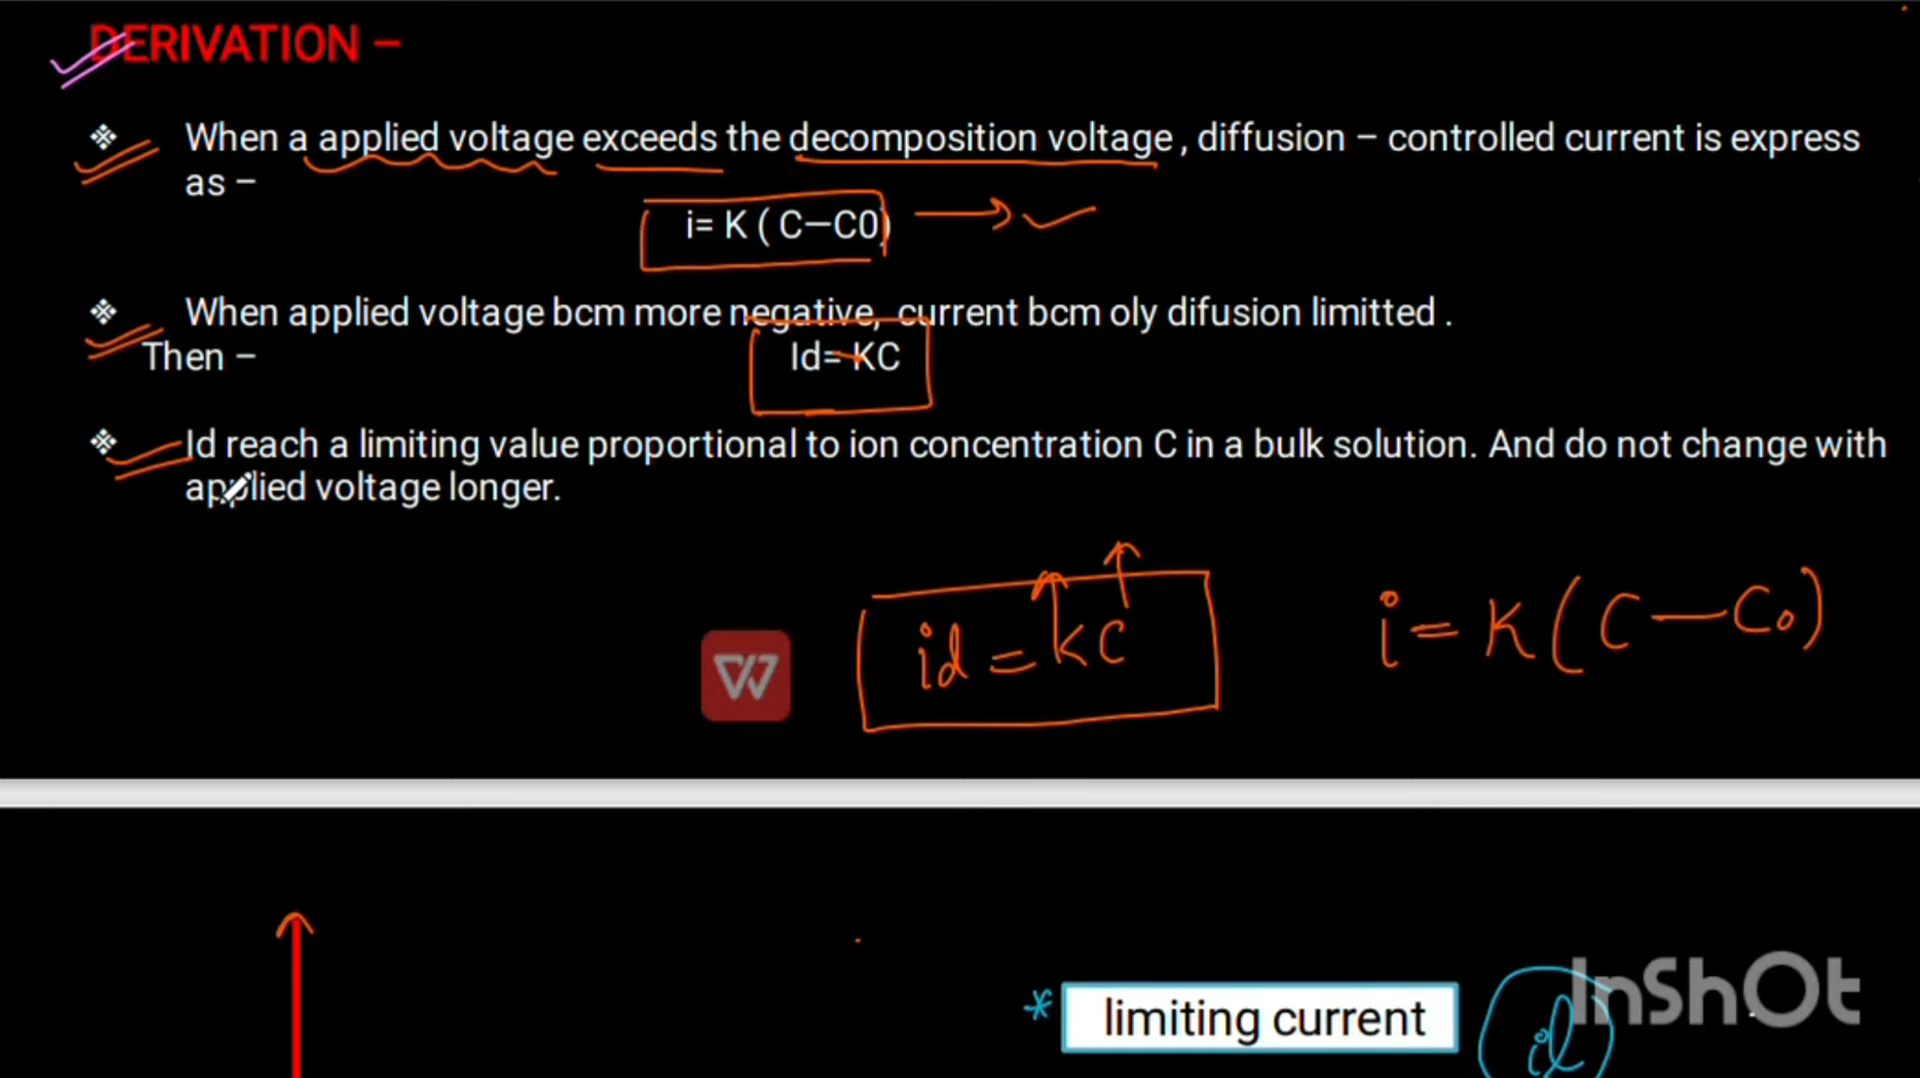 DERIVATION –
❖ When a applied voltage exceeds the decomposition voltage , diffusion – controlled current is express
as –
i= K ( C–C0)
❖ When applied voltage bcm more negative, current bcm oly difusion limitted .
Then –
Id= KC
❖ Id reach a limiting value proportional to ion concentration C in a bulk solution. And do not change with
applied voltage longer.
id = KC
i = K ( C – C0 )
W
* limiting current
il
InShOt